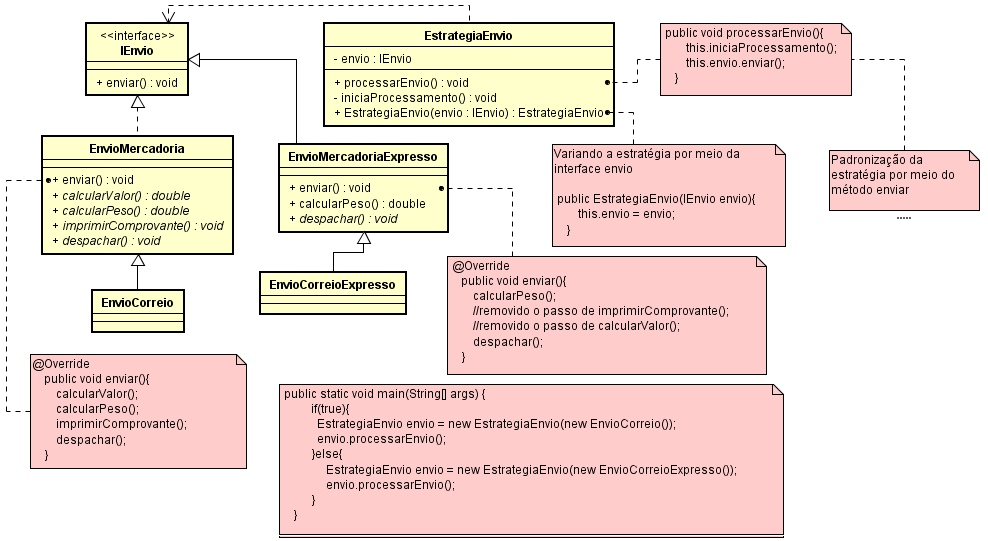 <<interface>>
IEnvio
+ enviar() : void
EstrategiaEnvio
- envio : IEnvio
+ processarEnvio() : void
- iniciaProcessamento() : void
+ EstrategiaEnvio(envio : IEnvio) : EstrategiaEnvio
public void processarEnvio(){
this.iniciaProcessamento();
this.envio.enviar();
}
EnvioMercadoria
+ enviar() : void
+ calcularValor() : double
+ calcularPeso() : double
+ imprimirComprovante() : void
+ despachar() : void
EnvioMercadoriaExpresso
+ enviar() : void
+ calcularPeso() : double
+ despachar() : void
Variando a estratégia por meio da
interface envio
public EstrategiaEnvio(IEnvio envio){
this.envio = envio;
}
Padronização da
estratégia por meio do
método enviar
.....
EnvioCorreio
EnvioCorreioExpresso
@Override
public void enviar(){
calcularPeso();
//removido o passo de imprimirComprovante();
//removido o passo de calcularValor();
despachar();
}
@Override
public void enviar(){
calcularValor();
calcularPeso();
imprimirComprovante();
despachar();
}
public static void main(String[] args) {
if(true){
EstrategiaEnvio envio = new EstrategiaEnvio(new EnvioCorreio());
envio.processarEnvio();
}else{
EstrategiaEnvio envio = new EstrategiaEnvio(new EnvioCorreioExpresso());
envio.processarEnvio();
}
}